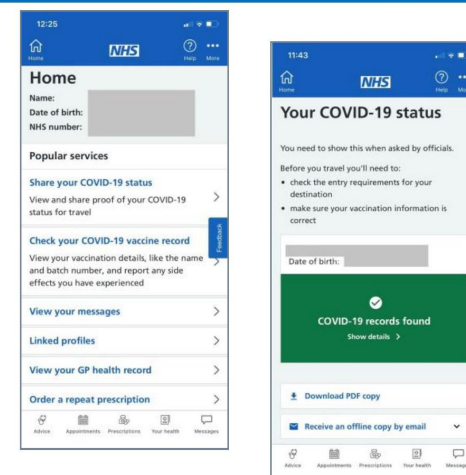 12:25
Home
NHS
Help
More
Home
Name:
Date of birth:
NHS number:
Popular services
Share your COVID-19 status
View and share proof of your COVID-19
status for travel
Feedback
Check your COVID-19 vaccine record
View your vaccination details, like the name
and batch number, and report any side
effects you have experienced
View your messages
Linked profiles
View your GP health record
Order a repeat prescription
Advice Appointments Prescriptions Your health Messages
11:43
Home
NHS
Help
Your COVID-19 status
You need to show this when asked by officials.
Before you travel you'll need to:
• check the entry requirements for your
destination
• make sure your vaccination information is
correct
Date of birth:
COVID-19 records found
Show details
Download PDF copy
Receive an offline copy by email
Advice Appointments Prescriptions Your health